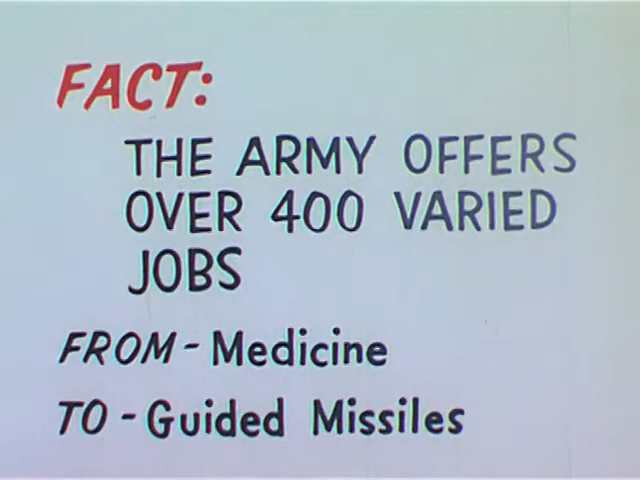 FACT:
THE ARMY OFFERS
OVER 400 VARIED
JOBS
FROM - Medicine
TO - Guided Missiles